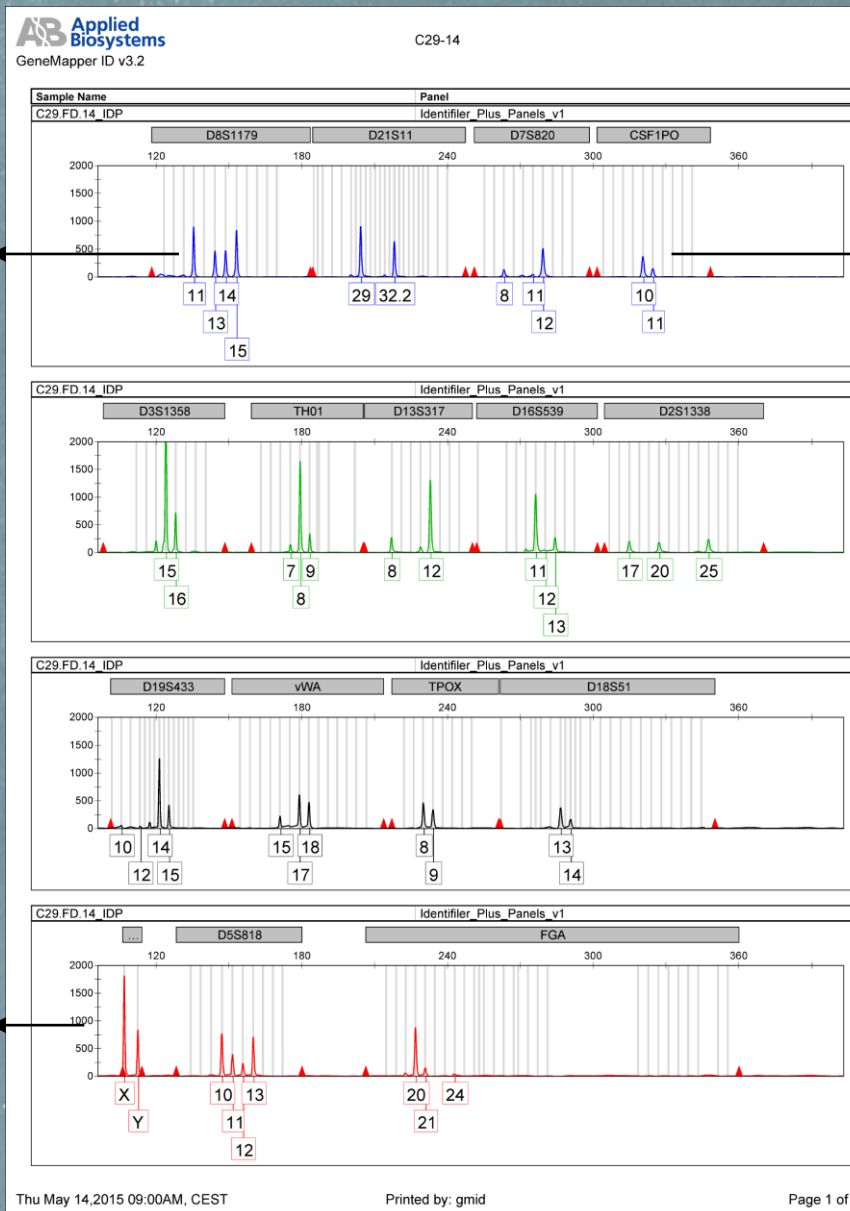 AB Applied Biosystems
C29-14
GeneMapper ID v3.2
Sample Name Panel
C29.FD.14_IDP Identifiler_Plus_Panels_v1
D8S1179 D21S11 D7S820 CSF1PO
120 180 240 300 360
2000
1500
1000
500
0
11 14 29 32.2 8 11 10
13 12 11
15
C29.FD.14_IDP Identifiler_Plus_Panels_v1
D3S1358 TH01 D13S317 D16S539 D2S1338
120 180 240 300 360
2000
1500
1000
500
0
15 7 9 8 12 11 17 20 25
16 8 12
13
C29.FD.14_IDP Identifiler_Plus_Panels_v1
D19S433 vWA TPOX D18S51
120 180 240 300 360
2000
1500
1000
500
0
10 14 15 18 8 13
12 15 17 9 14
C29.FD.14_IDP Identifiler_Plus_Panels_v1
... D5S818 FGA
120 180 240 300 360
2000
1500
1000
500
0
X 10 13 20 24
Y 11 21
12
Thu May 14,2015 09:00AM, CEST Printed by: gmid Page 1 of